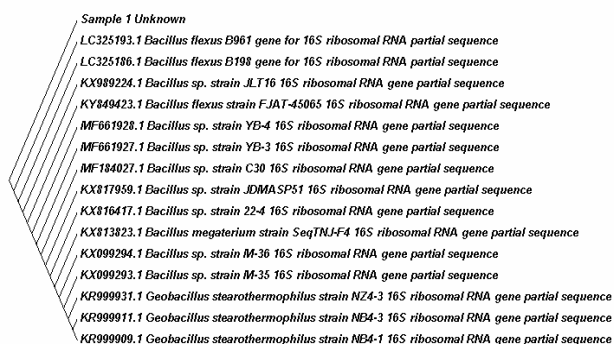 Sample 1 Unknown
LC325193.1 Bacillus flexus B961 gene for 16S ribosomal RNA partial sequence
LC325186.1 Bacillus flexus B198 gene for 16S ribosomal RNA partial sequence
KX989224.1 Bacillus sp. strain JLT16 16S ribosomal RNA gene partial sequence
KY849423.1 Bacillus flexus strain FJAT-45065 16S ribosomal RNA gene partial sequence
MF661928.1 Bacillus sp. strain YB-4 16S ribosomal RNA gene partial sequence
MF661927.1 Bacillus sp. strain YB-3 16S ribosomal RNA gene partial sequence
MF184027.1 Bacillus sp. strain C30 16S ribosomal RNA gene partial sequence
KX817959.1 Bacillus sp. strain JDMASP51 16S ribosomal RNA gene partial sequence
KX816417.1 Bacillus sp. strain 22-4 16S ribosomal RNA gene partial sequence
KX813823.1 Bacillus megaterium strain SeqTNJ-F4 16S ribosomal RNA gene partial sequence
KX099294.1 Bacillus sp. strain M-36 16S ribosomal RNA gene partial sequence
KX099293.1 Bacillus sp. strain M-35 16S ribosomal RNA gene partial sequence
KR999931.1 Geobacillus stearothermophilus strain NZ4-3 16S ribosomal RNA gene partial sequence
KR999911.1 Geobacillus stearothermophilus strain NB4-3 16S ribosomal RNA gene partial sequence
KR999909.1 Geobacillus stearothermophilus strain NB4-1 16S ribosomal RNA gene partial sequence